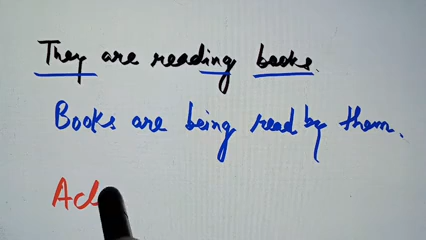 They are reading books.
Books are being read by them.